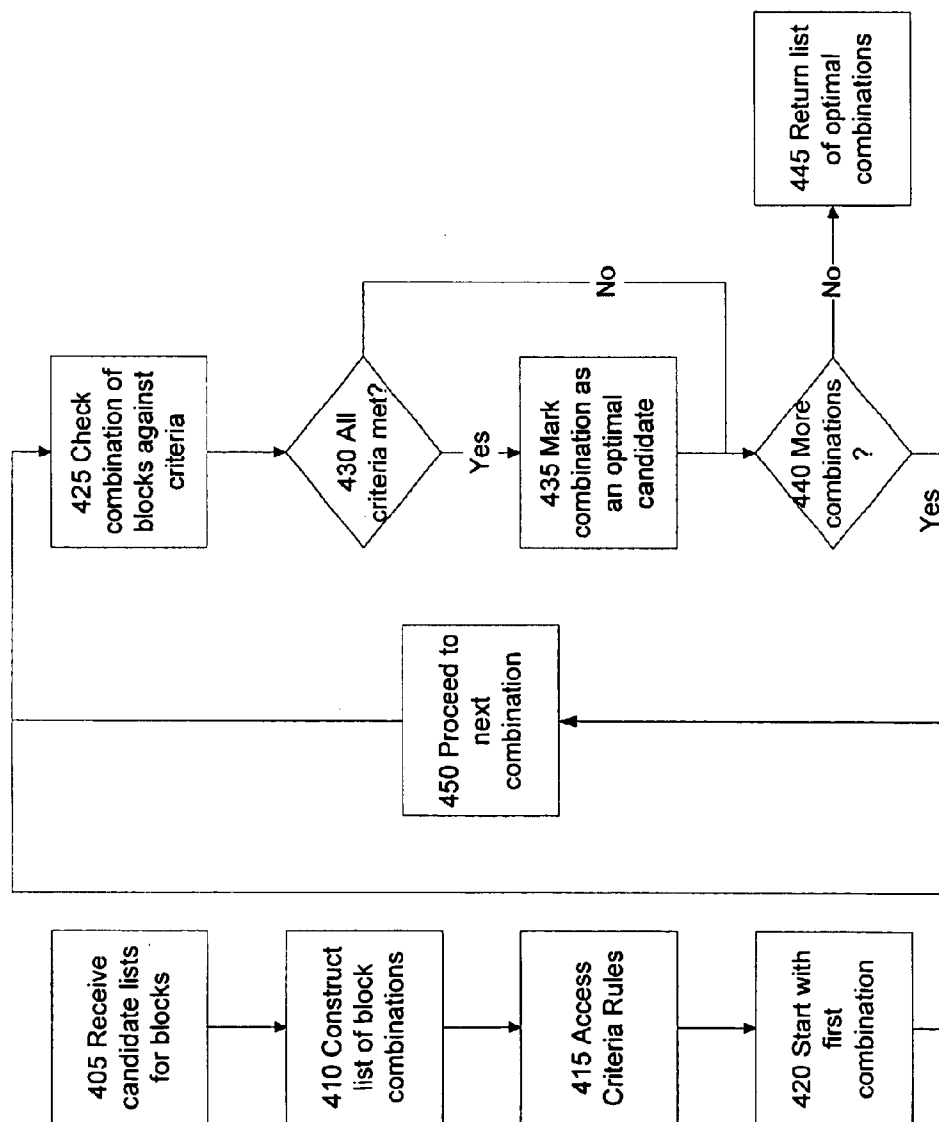 405 Receive
candidate lists
for blocks
410 Construct
list of block
combinations
415 Access
Criteria Rules
420 Start with
first
combination
425 Check
combination of
blocks against
criteria
430 All
criteria met?
Yes
No
435 Mark
combination as
an optimal
candidate
440 More
combinations
?
Yes
No
445 Return list
of optimal
combinations
450 Proceed to
next
combination